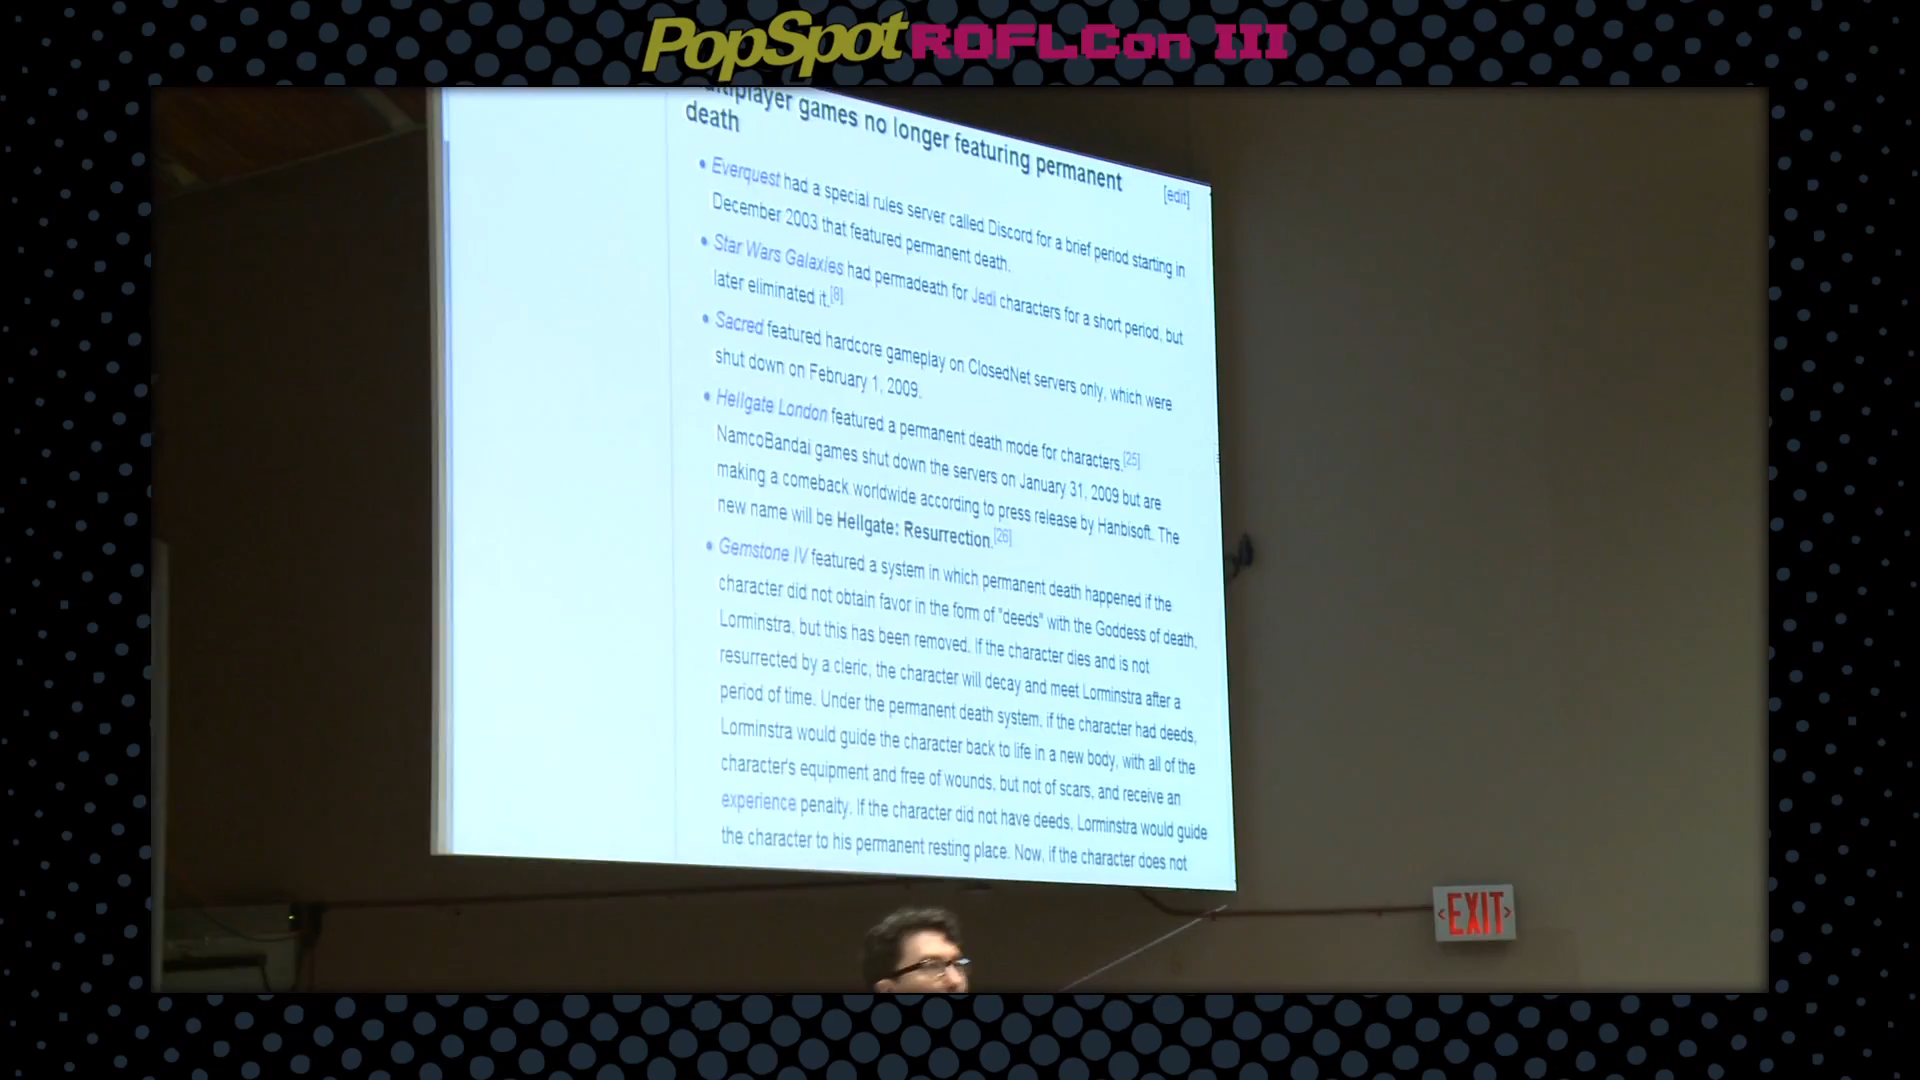 PopSpot ROFLCon III
multiplayer games no longer featuring permanent
death
[edit]
• Everquest had a special rules server called Discord for a brief period starting in
December 2003 that featured permanent death.
• Star Wars Galaxies had permadeath for Jedi characters for a short period, but
later eliminated it.[8]
• Sacred featured hardcore gameplay on ClosedNet servers only, which were
shut down on February 1, 2009.
• Hellgate London featured a permanent death mode for characters.[25]
NamcoBandai games shut down the servers on January 31, 2009 but are
making a comeback worldwide according to press release by Hanbisoft. The
new name will be Hellgate: Resurrection.[26]
• Gemstone IV featured a system in which permanent death happened if the
character did not obtain favor in the form of "deeds" with the Goddess of death,
Lorminstra, but this has been removed. If the character dies and is not
resurrected by a cleric, the character will decay and meet Lorminstra after a
period of time. Under the permanent death system, if the character had deeds,
Lorminstra would guide the character back to life in a new body, with all of the
character's equipment and free of wounds, but not of scars, and receive an
experience penalty. If the character did not have deeds, Lorminstra would guide
the character to his permanent resting place. Now, if the character does not
EXIT